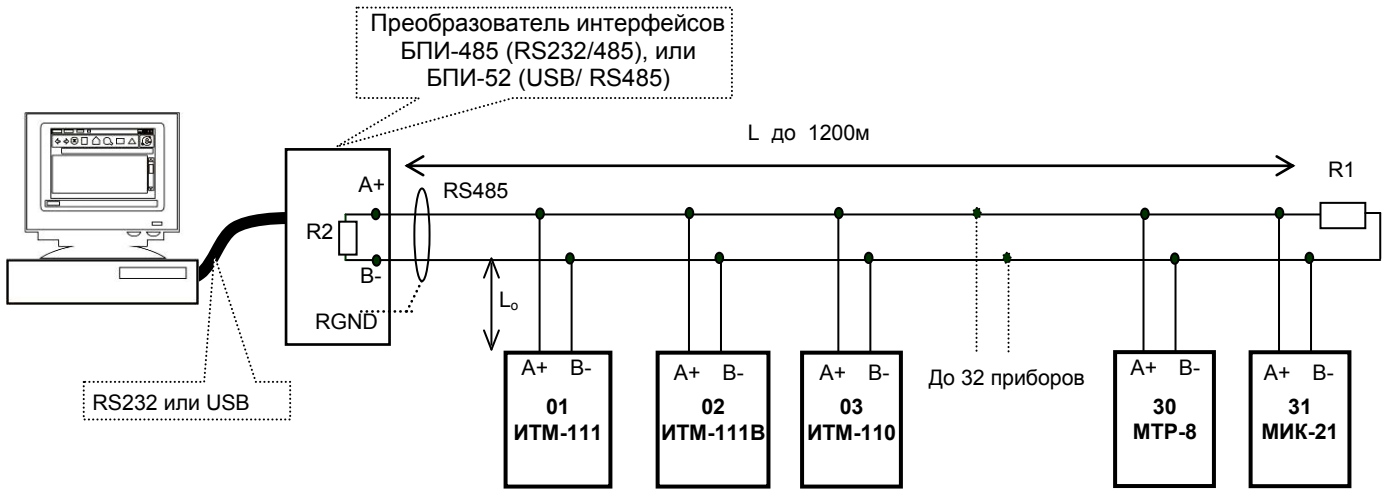 Преобразователь интерфейсов
БПИ-485 (RS232/485), или
БПИ-52 (USB/ RS485)
L до 1200м
R1
A+
RS485
R2
B-
Lo
RGND
RS232 или USB
A+ B-
01
ИТМ-111
A+ B-
02
ИТМ-111В
A+ B-
03
ИТМ-110
До 32 приборов
A+ B-
30
МТР-8
A+ B-
31
МИК-21